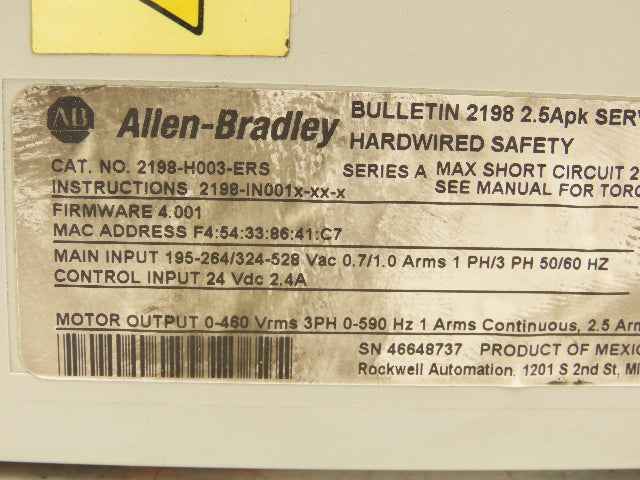 AB Allen-Bradley
BULLETIN 2198 2.5Apk SERV
HARDWIRED SAFETY
CAT. NO. 2198-H003-ERS
SERIES A MAX SHORT CIRCUIT 2
INSTRUCTIONS 2198-IN001x-xx-x
SEE MANUAL FOR TORQ
FIRMWARE 4.001
MAC ADDRESS F4:54:33:86:41:C7
MAIN INPUT 195-264/324-528 Vac 0.7/1.0 Arms 1 PH/3 PH 50/60 HZ
CONTROL INPUT 24 Vdc 2.4A
MOTOR OUTPUT 0-460 Vrms 3PH 0-590 Hz 1 Arms Continuous, 2.5 Arm
SN 46648737 PRODUCT OF MEXIC
Rockwell Automation, 1201 S 2nd St, Mi